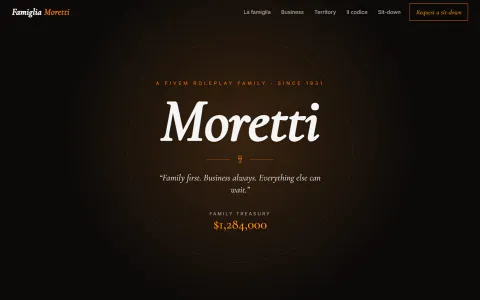 Famiglia Moretti
La famiglia
Business
Territory
Il codice
Sit-down
Request a sit-down
A FIVEM ROLEPLAY FAMILY · SINCE 1931
Moretti
“Family first. Business always. Everything else can
wait.”
FAMILY TREASURY
$1,284,000